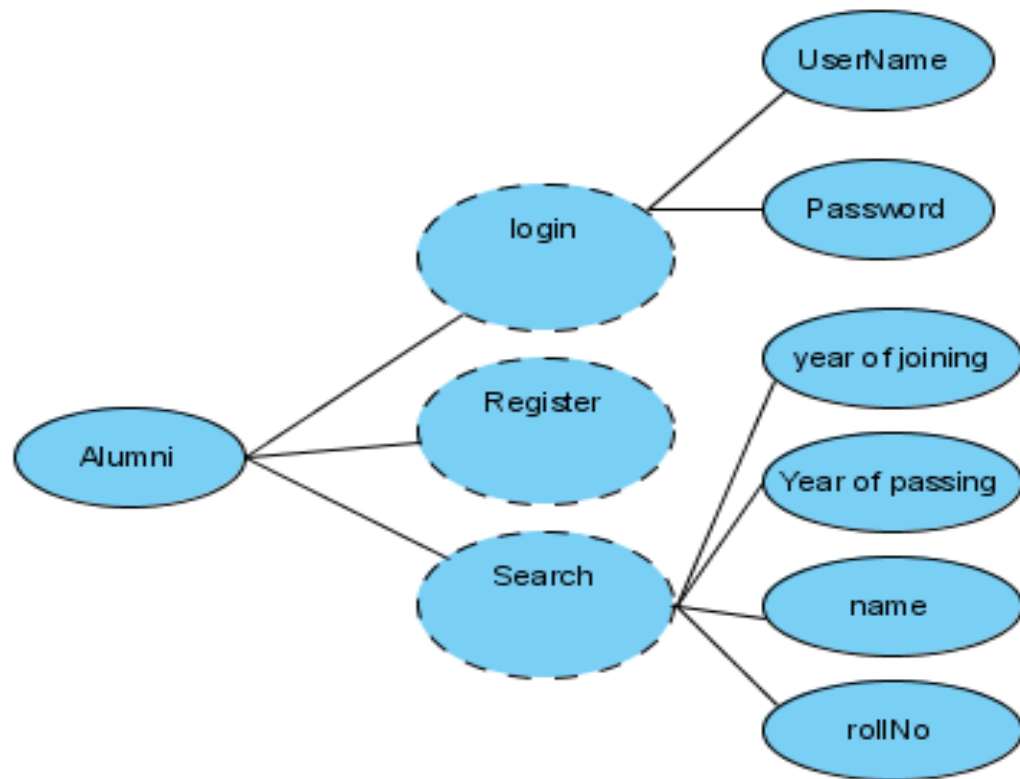 UserName
Password
login
year of joining
Register
Alumni
Year of passing
Search
name
rollNo